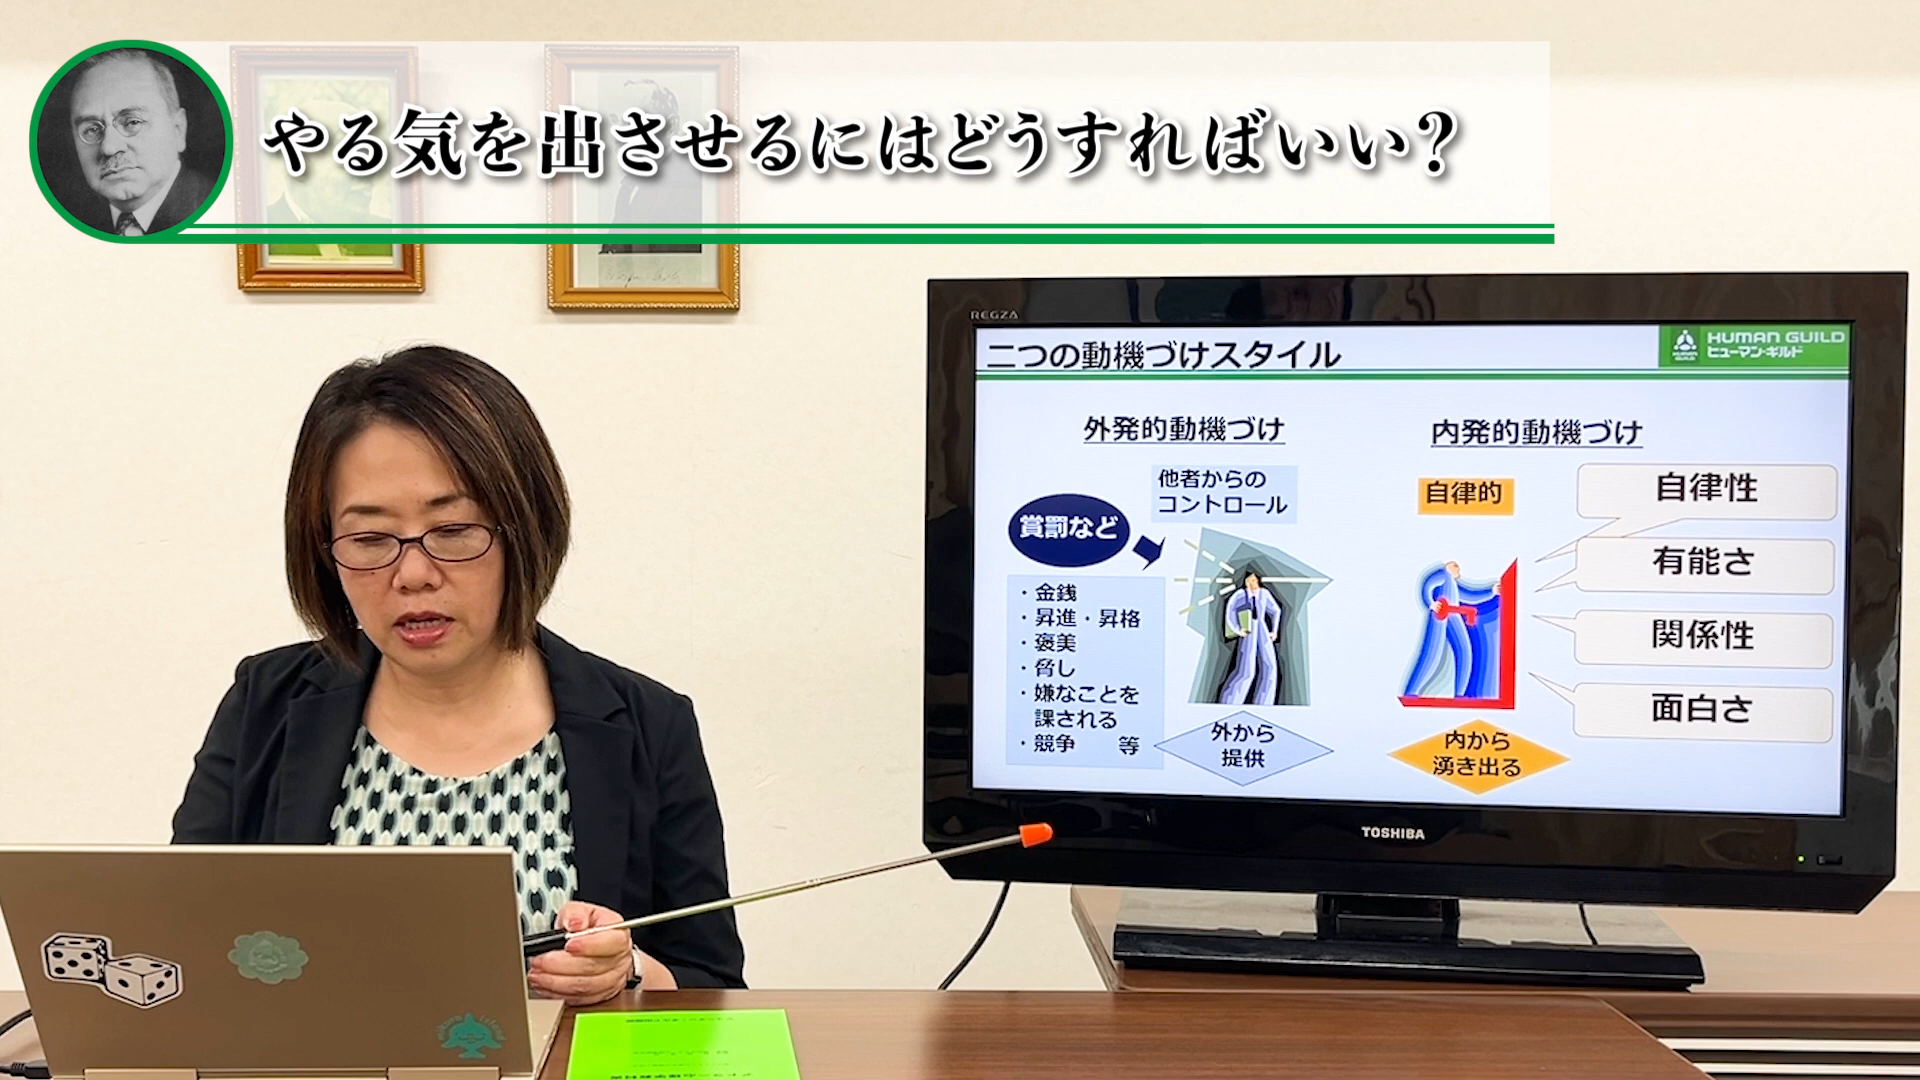 やる気を出させるにはどうすればいい？
REGZA
二つの動機づけスタイル
HUMAN GUILD
ヒューマン・ギルド
HUMAN
GUILD
外発的動機づけ
他者からの
コントロール
賞罰など
・金銭
・昇進・昇格
・褒美
・脅し
・嫌なことを
課される
・競争　等
外から
提供
内発的動機づけ
自律的
自律性
有能さ
関係性
面白さ
内から
湧き出る
TOSHIBA